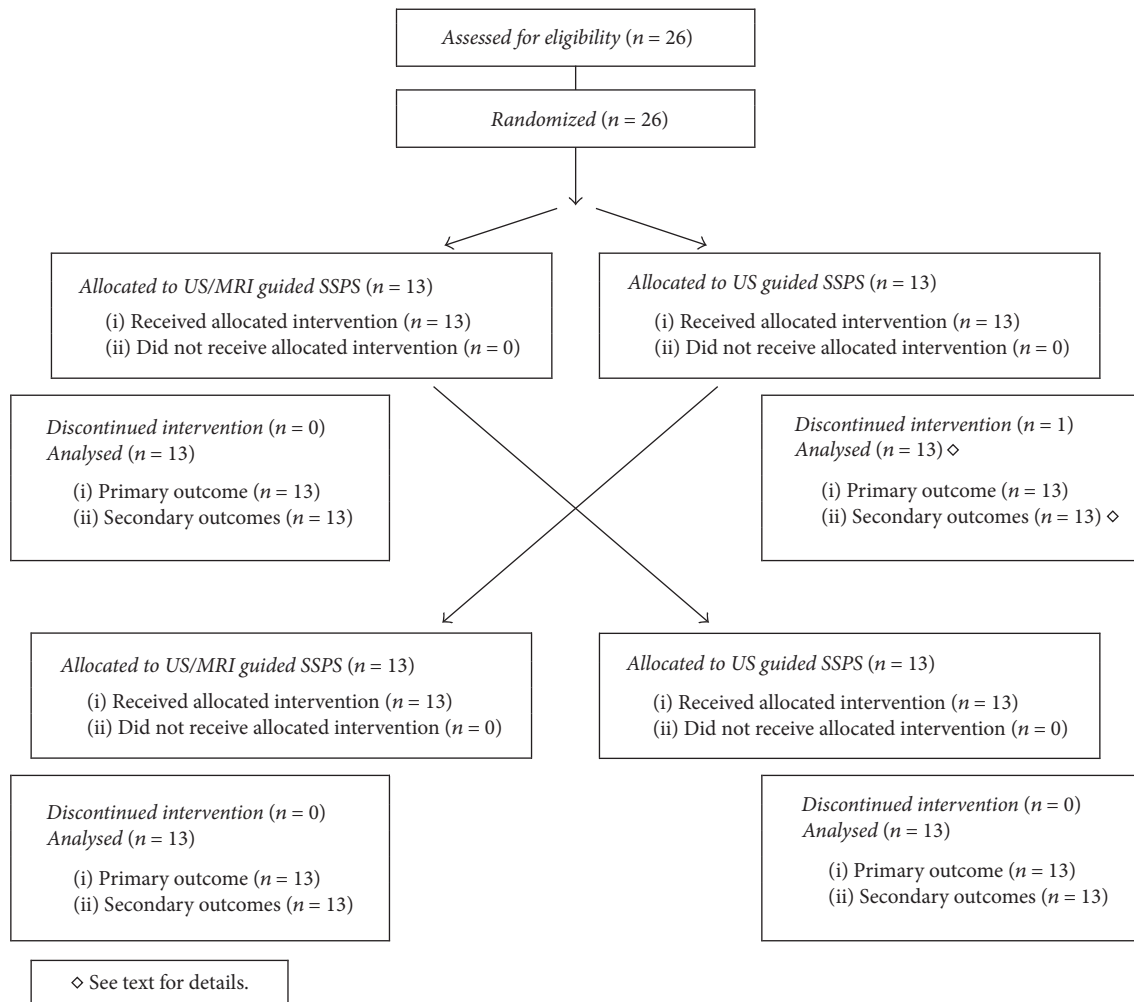 Assessed for eligibility (n = 26)
Randomized (n = 26)
Allocated to US/MRI guided SSPS (n = 13)
(i) Received allocated intervention (n = 13)
(ii) Did not receive allocated intervention (n = 0)
Allocated to US guided SSPS (n = 13)
(i) Received allocated intervention (n = 13)
(ii) Did not receive allocated intervention (n = 0)
Discontinued intervention (n = 0)
Analysed (n = 13)
(i) Primary outcome (n = 13)
(ii) Secondary outcomes (n = 13)
Discontinued intervention (n = 1)
Analysed (n = 13) ◇
(i) Primary outcome (n = 13)
(ii) Secondary outcomes (n = 13) ◇
Allocated to US/MRI guided SSPS (n = 13)
(i) Received allocated intervention (n = 13)
(ii) Did not receive allocated intervention (n = 0)
Allocated to US guided SSPS (n = 13)
(i) Received allocated intervention (n = 13)
(ii) Did not receive allocated intervention (n = 0)
Discontinued intervention (n = 0)
Analysed (n = 13)
(i) Primary outcome (n = 13)
(ii) Secondary outcomes (n = 13)
Discontinued intervention (n = 0)
Analysed (n = 13)
(i) Primary outcome (n = 13)
(ii) Secondary outcomes (n = 13)
◇ See text for details.